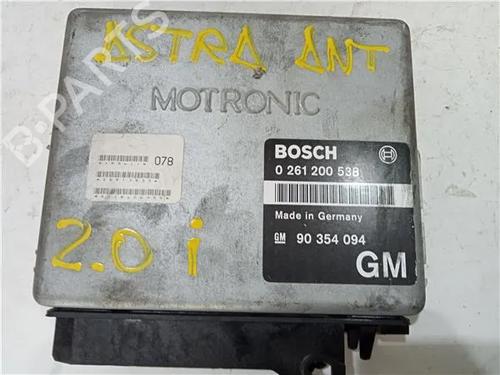 ASTRA ANT
MOTRONIC
078
BOSCH
0 261 200 538
Made in Germany
GM 90 354 094
GM
2.0 i
B-PARTS